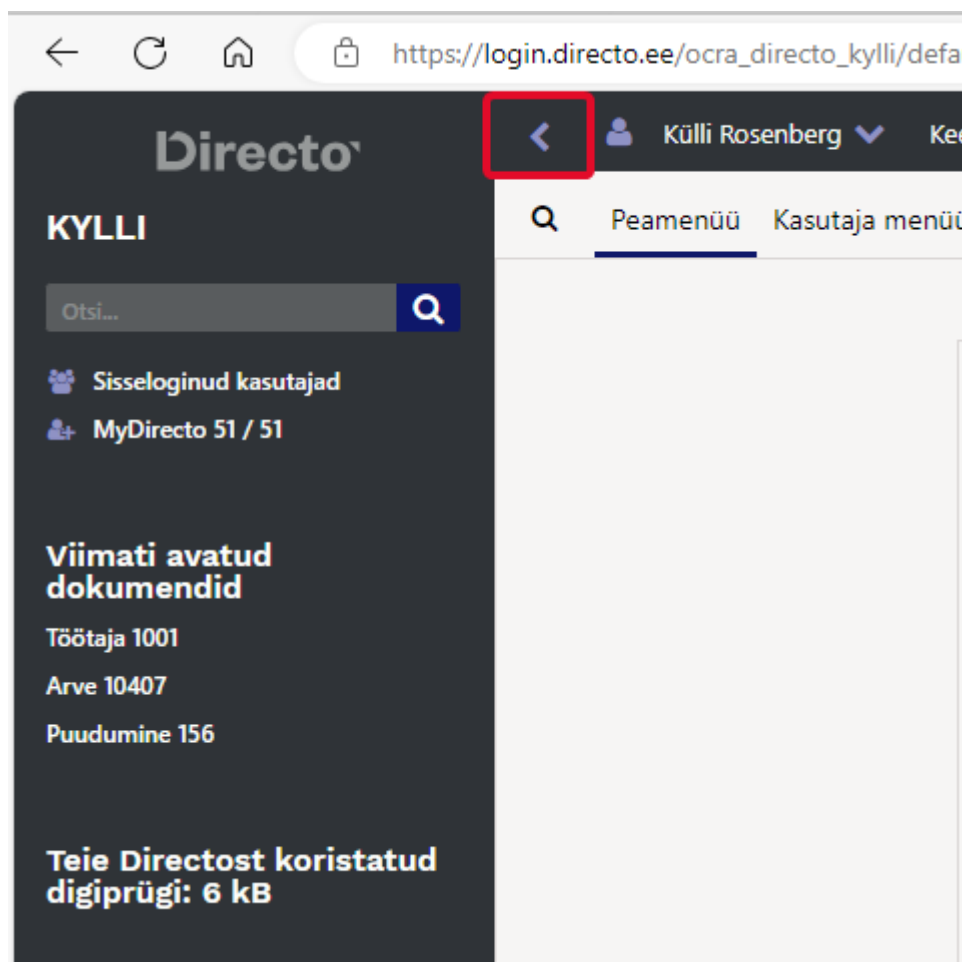 https://login.directo.ee/ocra_directo_kylli/defa
Directo
Külli Rosenberg
KYLLI
Peamenüü Kasutaja menüü
Otsi...
Sisseloginud kasutajad
MyDirecto 51 / 51
Viimati avatud
dokumendid
Töötaja 1001
Arve 10407
Puudumine 156
Teie Directost koristatud
digiprügi: 6 kB